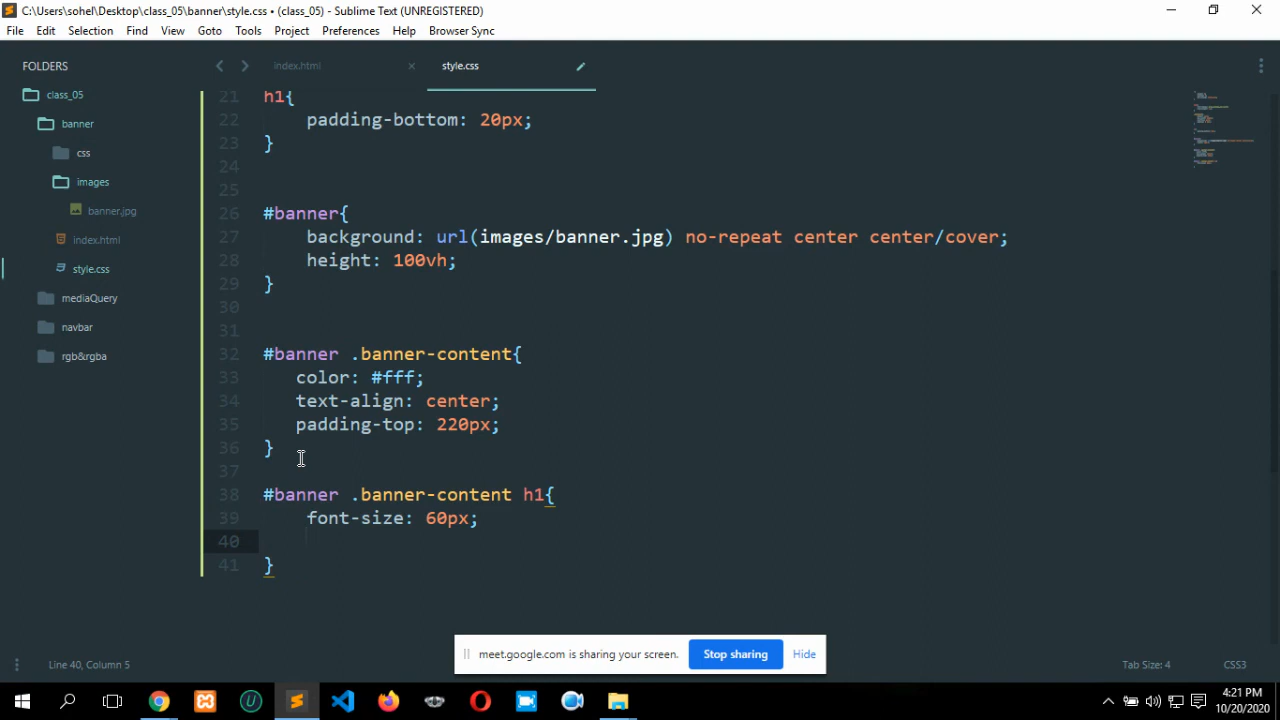 C:\Users\sohel\Desktop\class_05\banner\style.css • (class_05) - Sublime Text (UNREGISTERED)
File Edit Selection Find View Goto Tools Project Preferences Help Browser Sync
FOLDERS
class_05
banner
css
images
banner.jpg
index.html
style.css
mediaQuery
navbar
rgb&rgba
index.html
style.css
21 h1{
22 padding-bottom: 20px;
23 }
24
25
26 #banner{
27 background: url(images/banner.jpg) no-repeat center center/cover;
28 height: 100vh;
29 }
30
31
32 #banner .banner-content{
33 color: #fff;
34 text-align: center;
35 padding-top: 220px;
36 }
37
38 #banner .banner-content h1{
39 font-size: 60px;
40
41 }
meet.google.com is sharing your screen. Stop sharing Hide
Line 40, Column 5 Tab Size: 4 CSS3
4:21 PM
10/20/2020